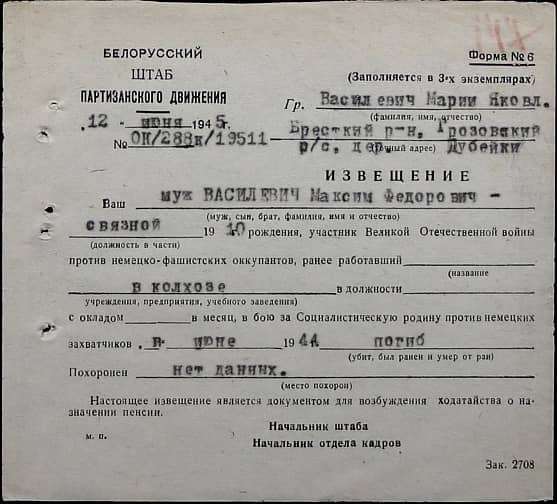 БЕЛОРУССКИЙ
ШТАБ
ПАРТИЗАНСКОГО ДВИЖЕНИЯ
12 - июня 1945г.
№ ОК/288к/19511
Форма № 6
(Заполняется в 3-х экземплярах)
Гр. Василевич Марии Яковл.
(фамилия, имя, отчество)
Бресткий р-н, Грозовский
р/с, дер. Дубейки
ный адрес)
ИЗВЕЩЕНИЕ
Ваш муж ВАСИЛЕВИЧ Максим Федорович -
(муж, сын, брат, фамилия, имя и отчество)
связной 1910 рождения, участник Великой Отечественной войны
(должность в части)
против немецко-фашистских оккупантов, ранее работавший
(название
в колхозе в должности
учреждения, предприятия, учебного заведения)
с окладом в месяц, в бою за Социалистическую родину против немецких
захватчиков . в июне 1944 погиб
(убит, был ранен и умер от ран)
Похоронен нет данных.
(место похорон)
Настоящее извещение является документом для возбуждения ходатайства о на-
значении пенсии.
Начальник штаба
м. п.
Начальник отдела кадров
Зак. 2708